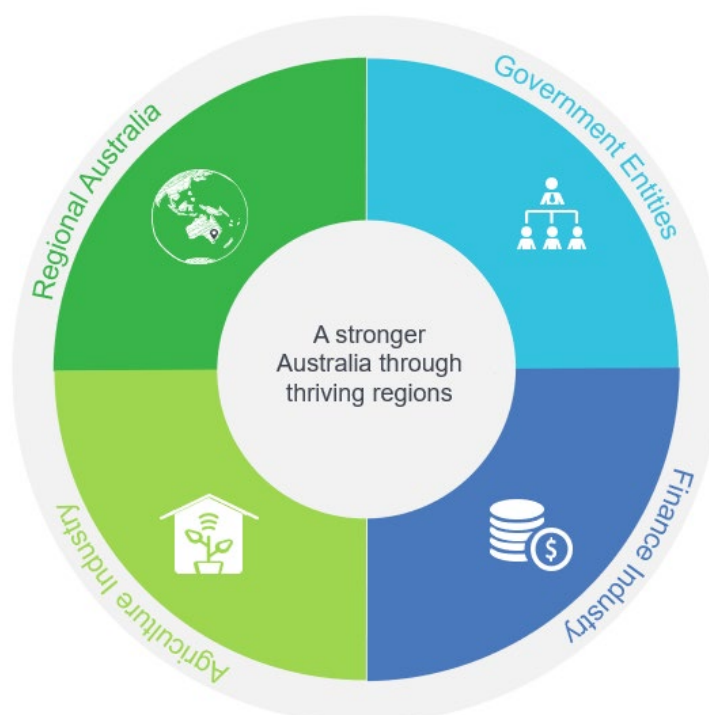 Regional Australia
Government Entities
A stronger
Australia through
thriving regions
Agriculture Industry
Finance Industry
$